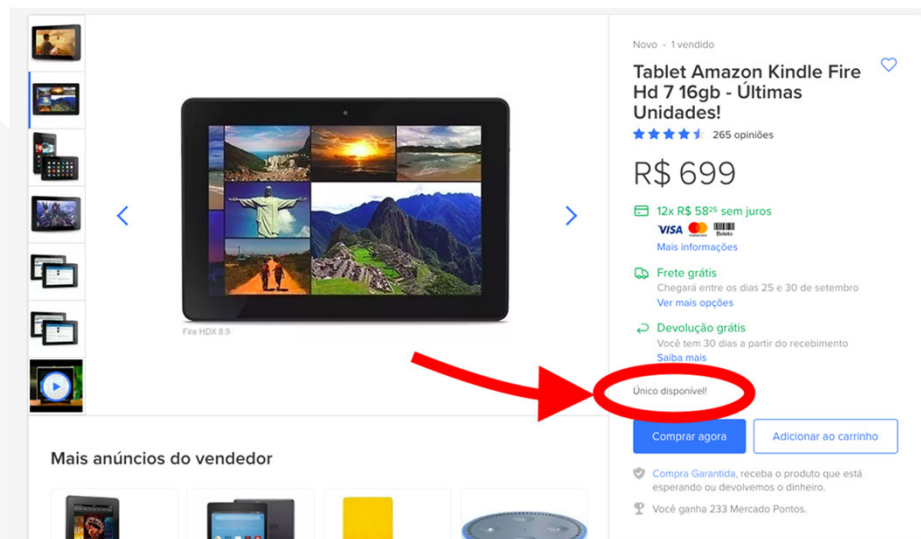 Novo - 1 vendido
Tablet Amazon Kindle Fire
Hd 7 16gb - Últimas
Unidades!
265 opiniões
R$ 699
12x R$ 58²⁵ sem juros
VISA mastercard Boleto
Mais informações
Frete grátis
Chegará entre os dias 25 e 30 de setembro
Ver mais opções
Devolução grátis
Você tem 30 dias a partir do recebimento
Saiba mais
Único disponível!
Comprar agora
Adicionar ao carrinho
Compra Garantida, receba o produto que está
esperando ou devolvemos o dinheiro.
Você ganha 233 Mercado Pontos.
Fire HDX 8.9
Mais anúncios do vendedor